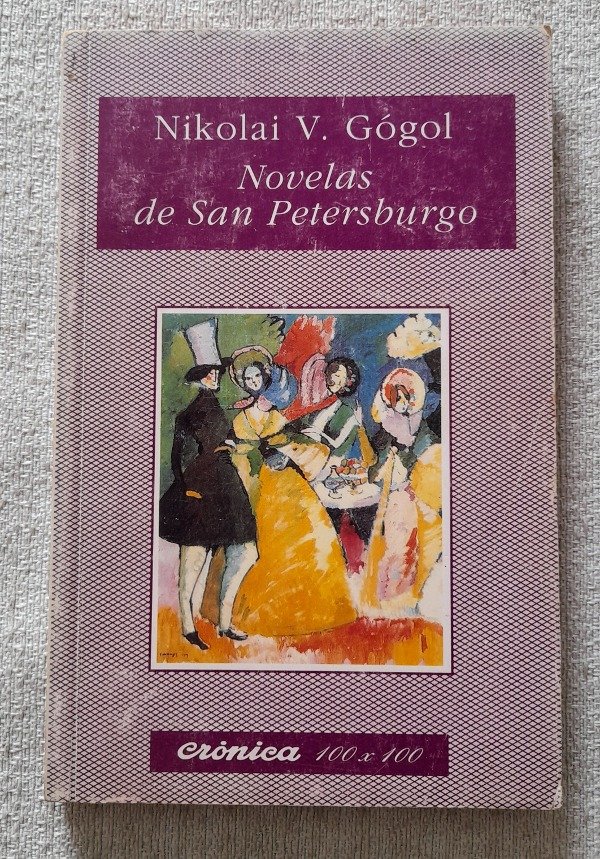 Nikolai V. Gógol
Novelas
de San Petersburgo
crónica 100 x 100